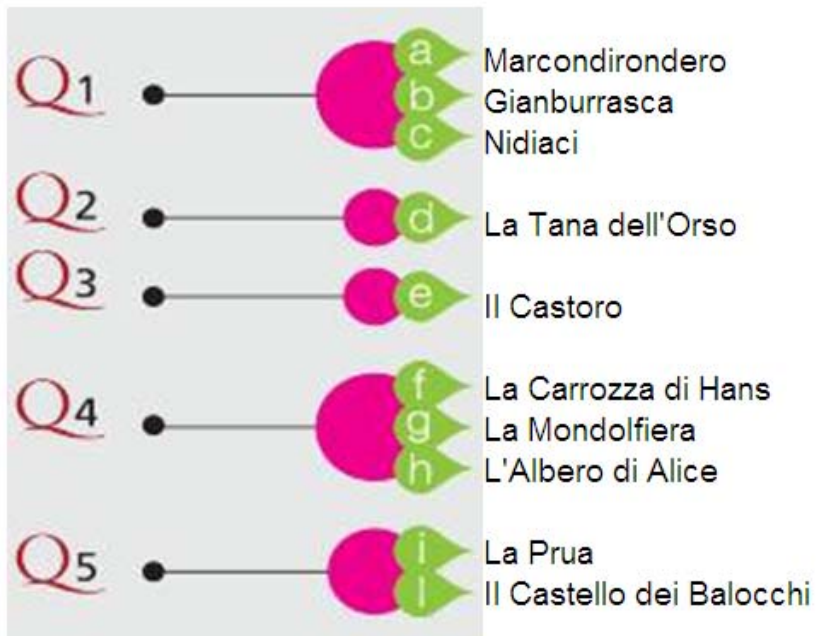 Q1
a Marcondirondero
b Gianburrasca
c Nidiaci
Q2
d La Tana dell'Orso
Q3
e Il Castoro
Q4
f La Carrozza di Hans
g La Mondolfiera
h L'Albero di Alice
Q5
i La Prua
l Il Castello dei Balocchi